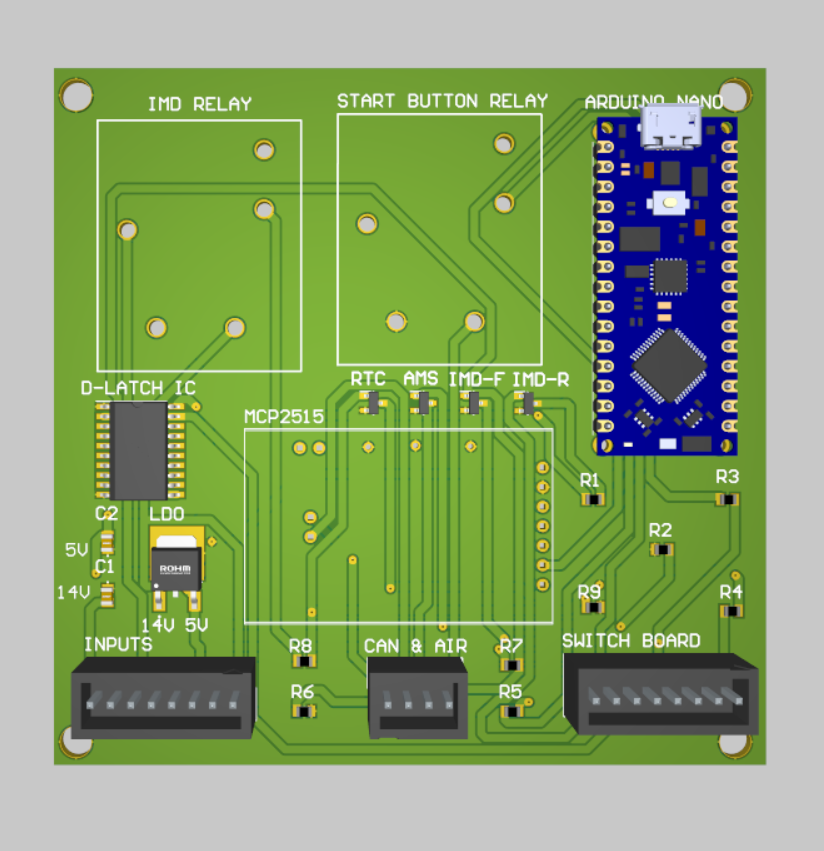 IMD RELAY
START BUTTON RELAY
ARDUINO NANO
D-LATCH IC
RTC AMS IMD-F IMD-R
MCP2515
R1
R3
C2 LDO
5V
R2
C1
ROHM
14V
R9
R4
14V 5V
INPUTS
R8
CAN & AIR
R7
SWITCH BOARD
R6
R5